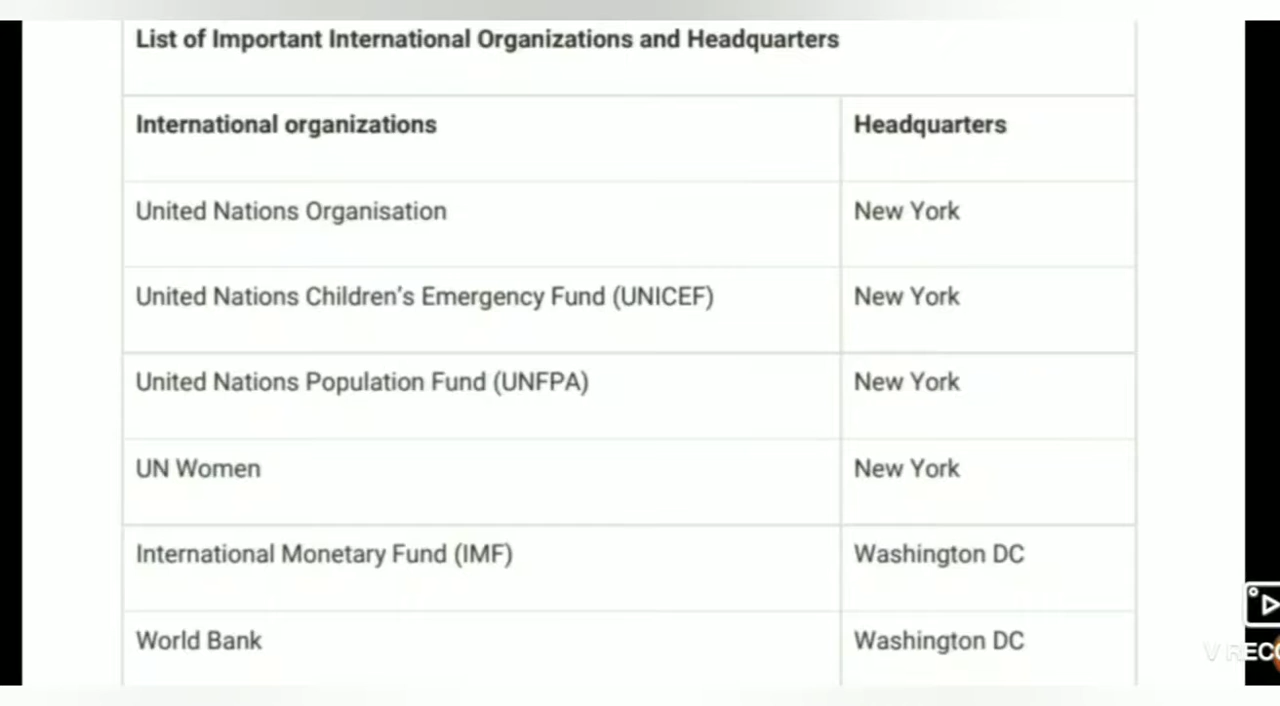 List of Important International Organizations and Headquarters
International organizations Headquarters
United Nations Organisation New York
United Nations Children's Emergency Fund (UNICEF) New York
United Nations Population Fund (UNFPA) New York
UN Women New York
International Monetary Fund (IMF) Washington DC
World Bank Washington DC
V REC